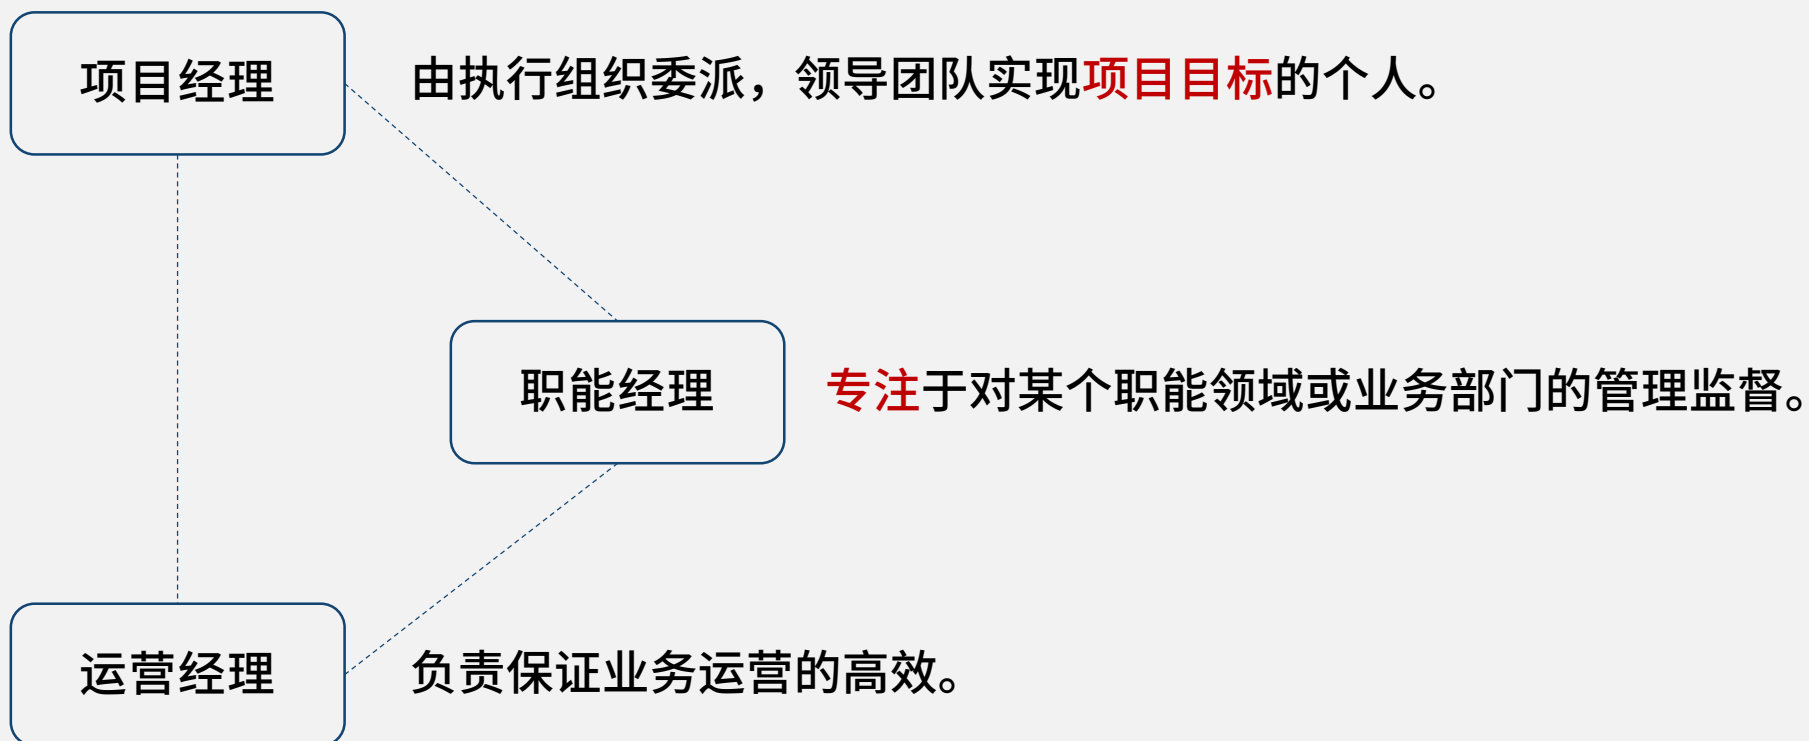 项目经理
由执行组织委派，领导团队实现项目目标的个人。
职能经理
专注于对某个职能领域或业务部门的管理监督。
运营经理
负责保证业务运营的高效。